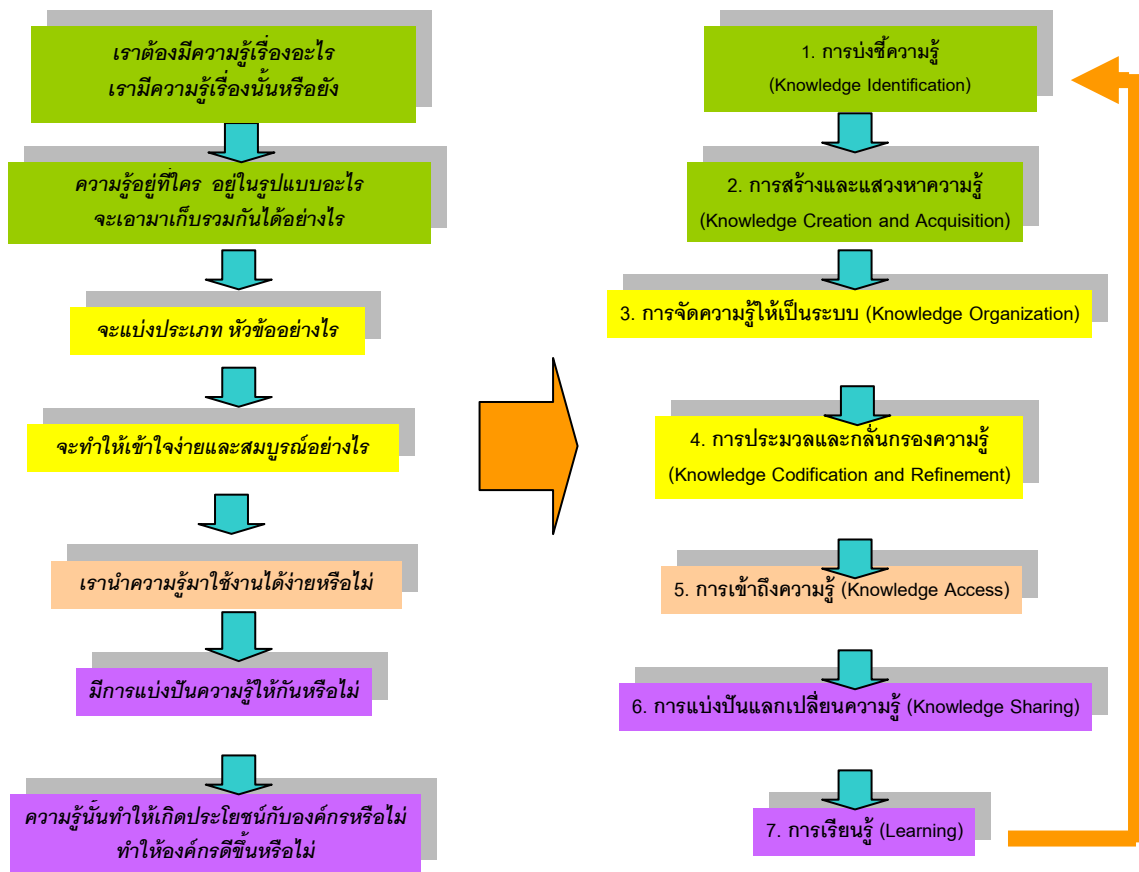 เราต้องมีความรู้เรื่องอะไร
เรามีความรู้เรื่องนั้นหรือยัง
ความรู้อยู่ที่ใคร อยู่ในรูปแบบอะไร
จะเอามาเก็บรวมกันได้อย่างไร
จะแบ่งประเภท หัวข้ออย่างไร
จะทำให้เข้าใจง่ายและสมบูรณ์อย่างไร
เรานำความรู้มาใช้งานได้ง่ายหรือไม่
มีการแบ่งปันความรู้ให้กันหรือไม่
ความรู้นั้นทำให้เกิดประโยชน์กับองค์กรหรือไม่
ทำให้องค์กรดีขึ้นหรือไม่
1. การบ่งชี้ความรู้
(Knowledge Identification)
2. การสร้างและแสวงหาความรู้
(Knowledge Creation and Acquisition)
3. การจัดความรู้ให้เป็นระบบ (Knowledge Organization)
4. การประมวลและกลั่นกรองความรู้
(Knowledge Codification and Refinement)
5. การเข้าถึงความรู้ (Knowledge Access)
6. การแบ่งปันแลกเปลี่ยนความรู้ (Knowledge Sharing)
7. การเรียนรู้ (Learning)